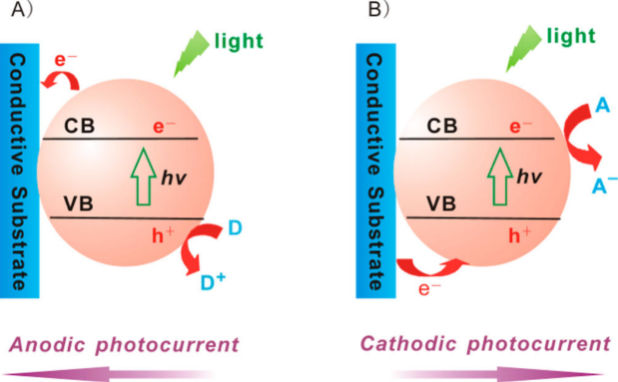 A)
light
e⁻
Conductive Substrate
CB
e⁻
hv
VB
h⁺
D
D⁺
Anodic photocurrent
B)
light
Conductive Substrate
CB
e⁻
A
hv
A⁻
VB
h⁺
e⁻
Cathodic photocurrent